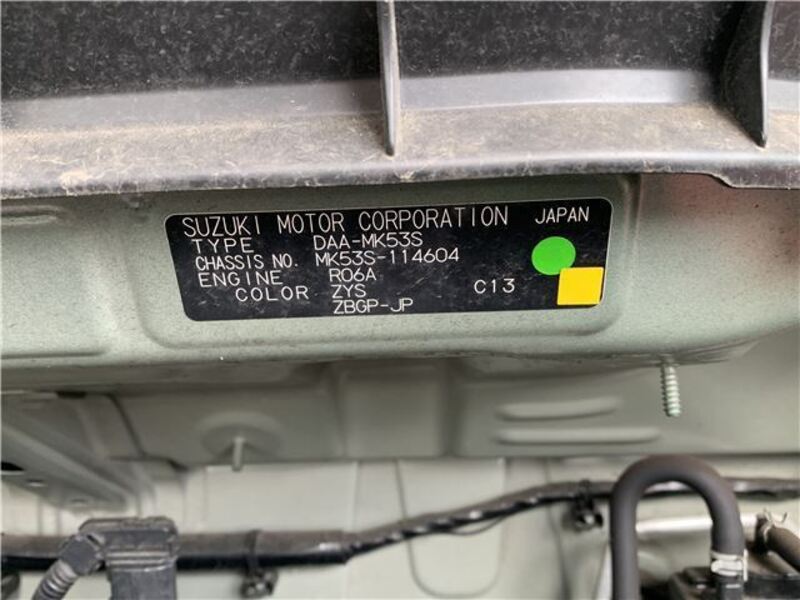 SUZUKI MOTOR CORPORATION JAPAN
TYPE DAA-MK53S
CHASSIS NO. MK53S-114604
ENGINE R06A
COLOR ZYS C13
ZBGP-JP